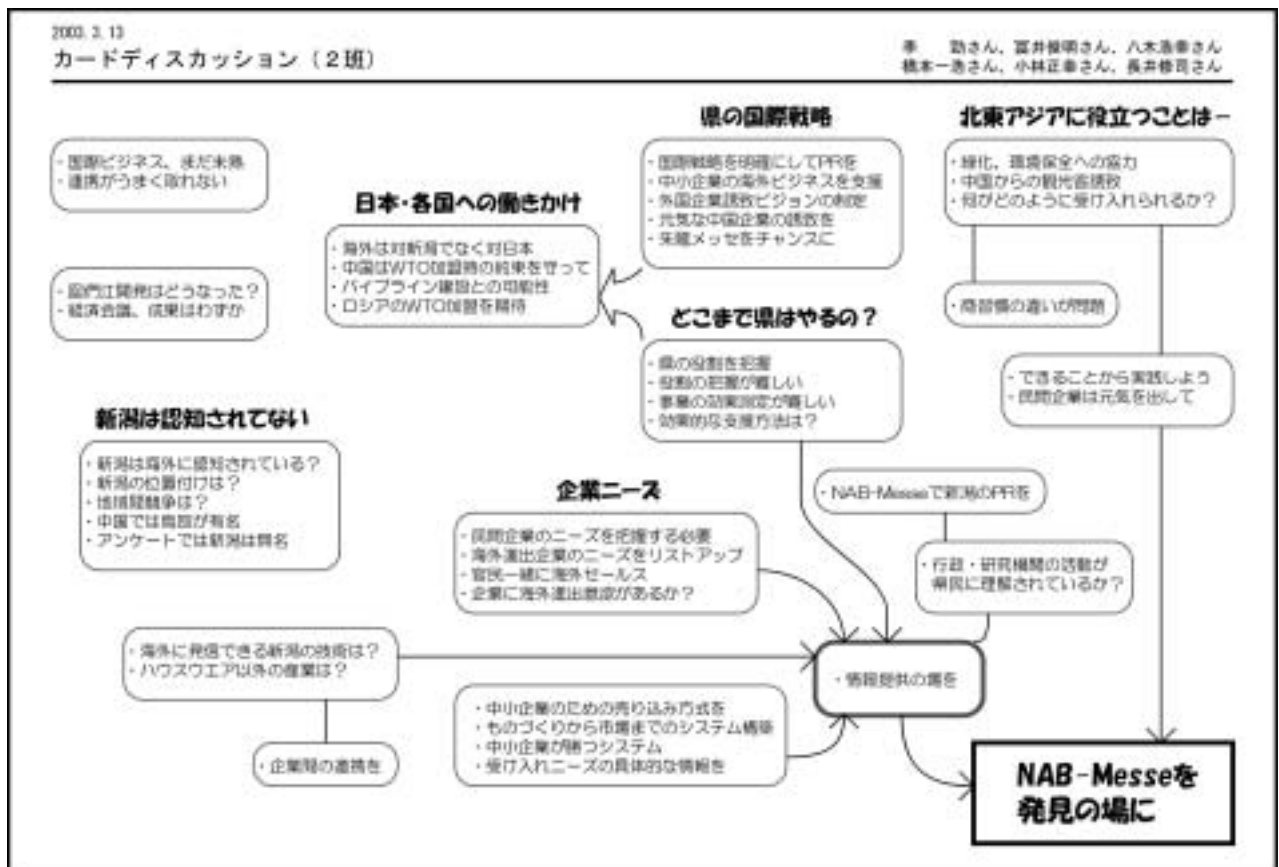 2003.3.13
カードディスカッション（2班）
李　　勁さん、冨井俊明さん、八木浩幸さん
橋本一浩さん、小林正幸さん、長井修司さん
・国際ビジネス、まだ未熟
・連携がうまく取れない
・図們江開発はどうなった？
・経済会議、成果はわずか
日本・各国への働きかけ
・海外は対新潟でなく対日本
・中国はWTO加盟時の約束を守って
・パイプライン建設との可能性
・ロシアのWTO加盟を期待
県の国際戦略
・国際戦略を明確にしてPRを
・中小企業の海外ビジネスを支援
・外国企業誘致ビジョンの制定
・元気な中国企業の誘致を
・朱鷺メッセをチャンスに
北東アジアに役立つことは－
・緑化、環境保全への協力
・中国からの観光客誘致
・何がどのように受け入れられるか？
・商習慣の違いが問題
・できることから実践しよう
・民間企業は元気を出して
どこまで県はやるの？
・県の役割を把握
・役割の把握が難しい
・事業の効果測定が難しい
・効果的な支援方法は？
新潟は認知されてない
・新潟は海外に認知されている？
・新潟の位置付けは？
・地域間競争は？
・中国では鳥取が有名
・アンケートでは新潟は無名
企業ニーズ
・民間企業のニーズを把握する必要
・海外進出企業のニーズをリストアップ
・官民一緒に海外セールス
・企業に海外進出意欲があるか？
・NAB-Messeで新潟のPRを
・行政・研究機関の活動が
県民に理解されているか？
・海外に発信できる新潟の技術は？
・ハウスウエア以外の産業は？
・企業間の連携を
・中小企業のための売り込み方式を
・ものづくりから市場までのシステム構築
・中小企業が勝つシステム
・受け入れニーズの具体的な情報を
・情報提供の場を
NAB-Messeを
発見の場に